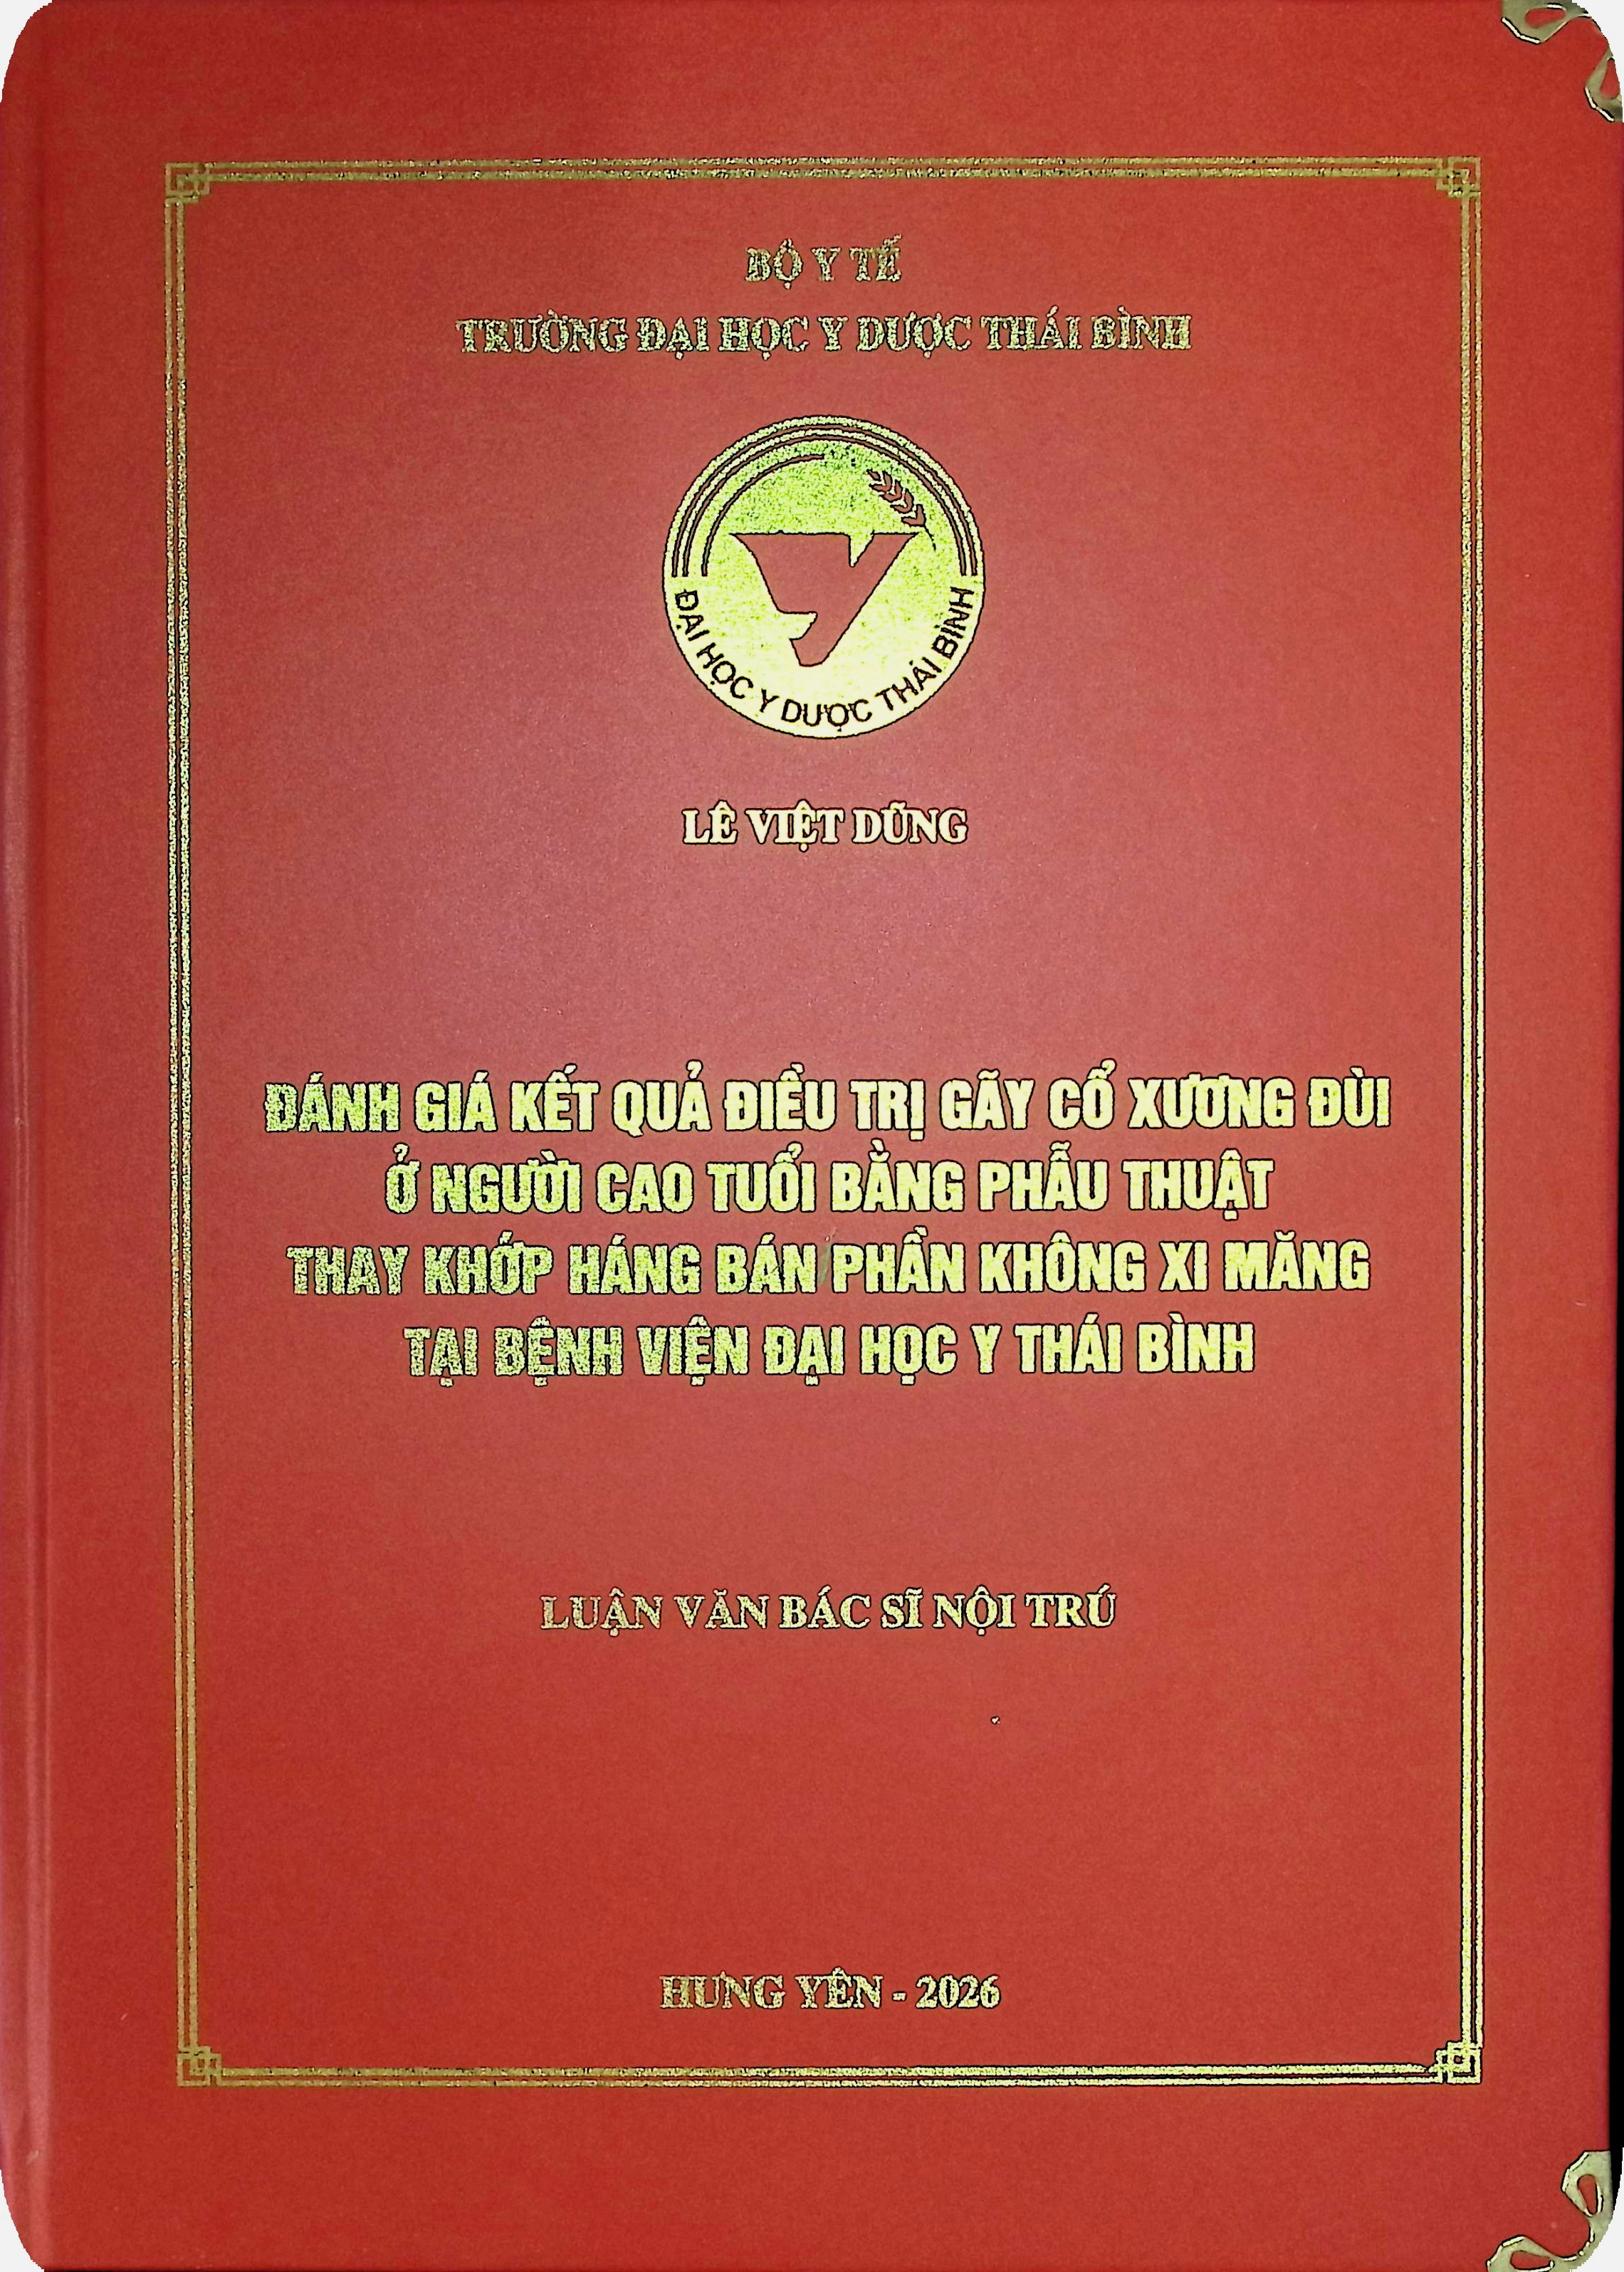 BỘ Y TẾ
TRƯỜNG ĐẠI HỌC Y DƯỢC THÁI BÌNH
ĐẠI HỌC Y DƯỢC THÁI BÌNH
LÊ VIỆT DŨNG
ĐÁNH GIÁ KẾT QUẢ ĐIỀU TRỊ GÃY CỔ XƯƠNG ĐÙI
Ở NGƯỜI CAO TUỔI BẰNG PHẪU THUẬT
THAY KHỚP HÁNG BÁN PHẦN KHÔNG XI MĂNG
TẠI BỆNH VIỆN ĐẠI HỌC Y THÁI BÌNH
LUẬN VĂN BÁC SĨ NỘI TRÚ
HƯNG YÊN - 2026